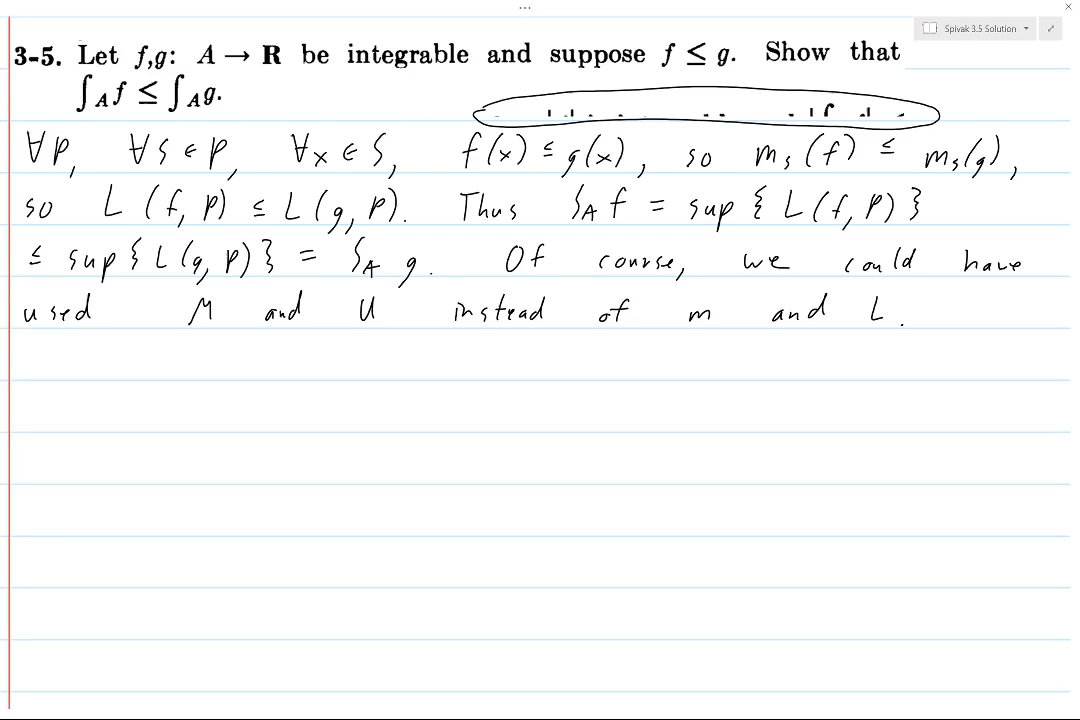 Spivak 3.5 Solution
3-5. Let f,g: A → R be integrable and suppose f ≤ g. Show that
∫A f ≤ ∫A g.
∀P, ∀S∈P, ∀x∈S, f(x) ≤ g(x), so mₛ(f) ≤ mₛ(g),
so L(f,P) ≤ L(g,P). Thus ∫A f = sup{L(f,P)}
≤ sup{L(g,P)} = ∫A g. Of course, we could have
used M and U instead of m and L.